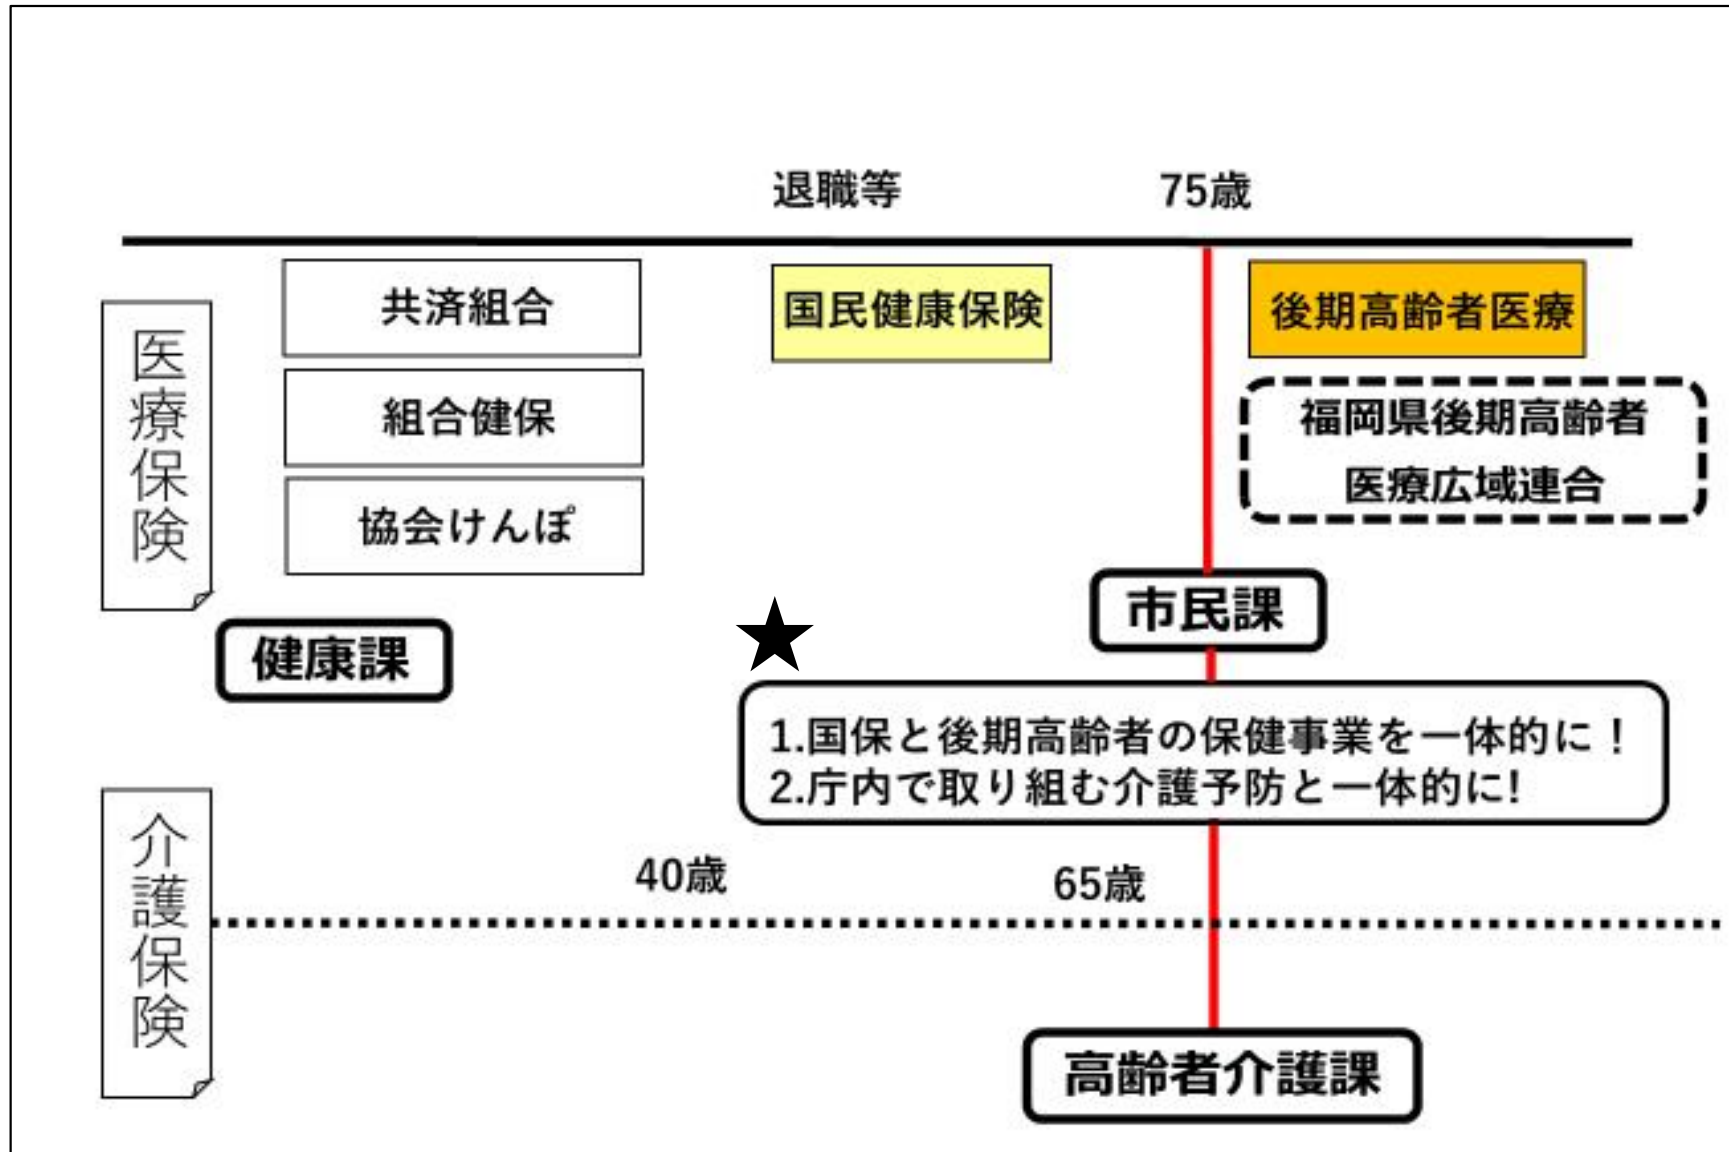 退職等
75歳
医療保険
共済組合
国民健康保険
後期高齢者医療
組合健保
福岡県後期高齢者
医療広域連合
協会けんぽ
市民課
健康課
1.国保と後期高齢者の保健事業を一体的に！
2.庁内で取り組む介護予防と一体的に!
介護保険
40歳
65歳
高齢者介護課